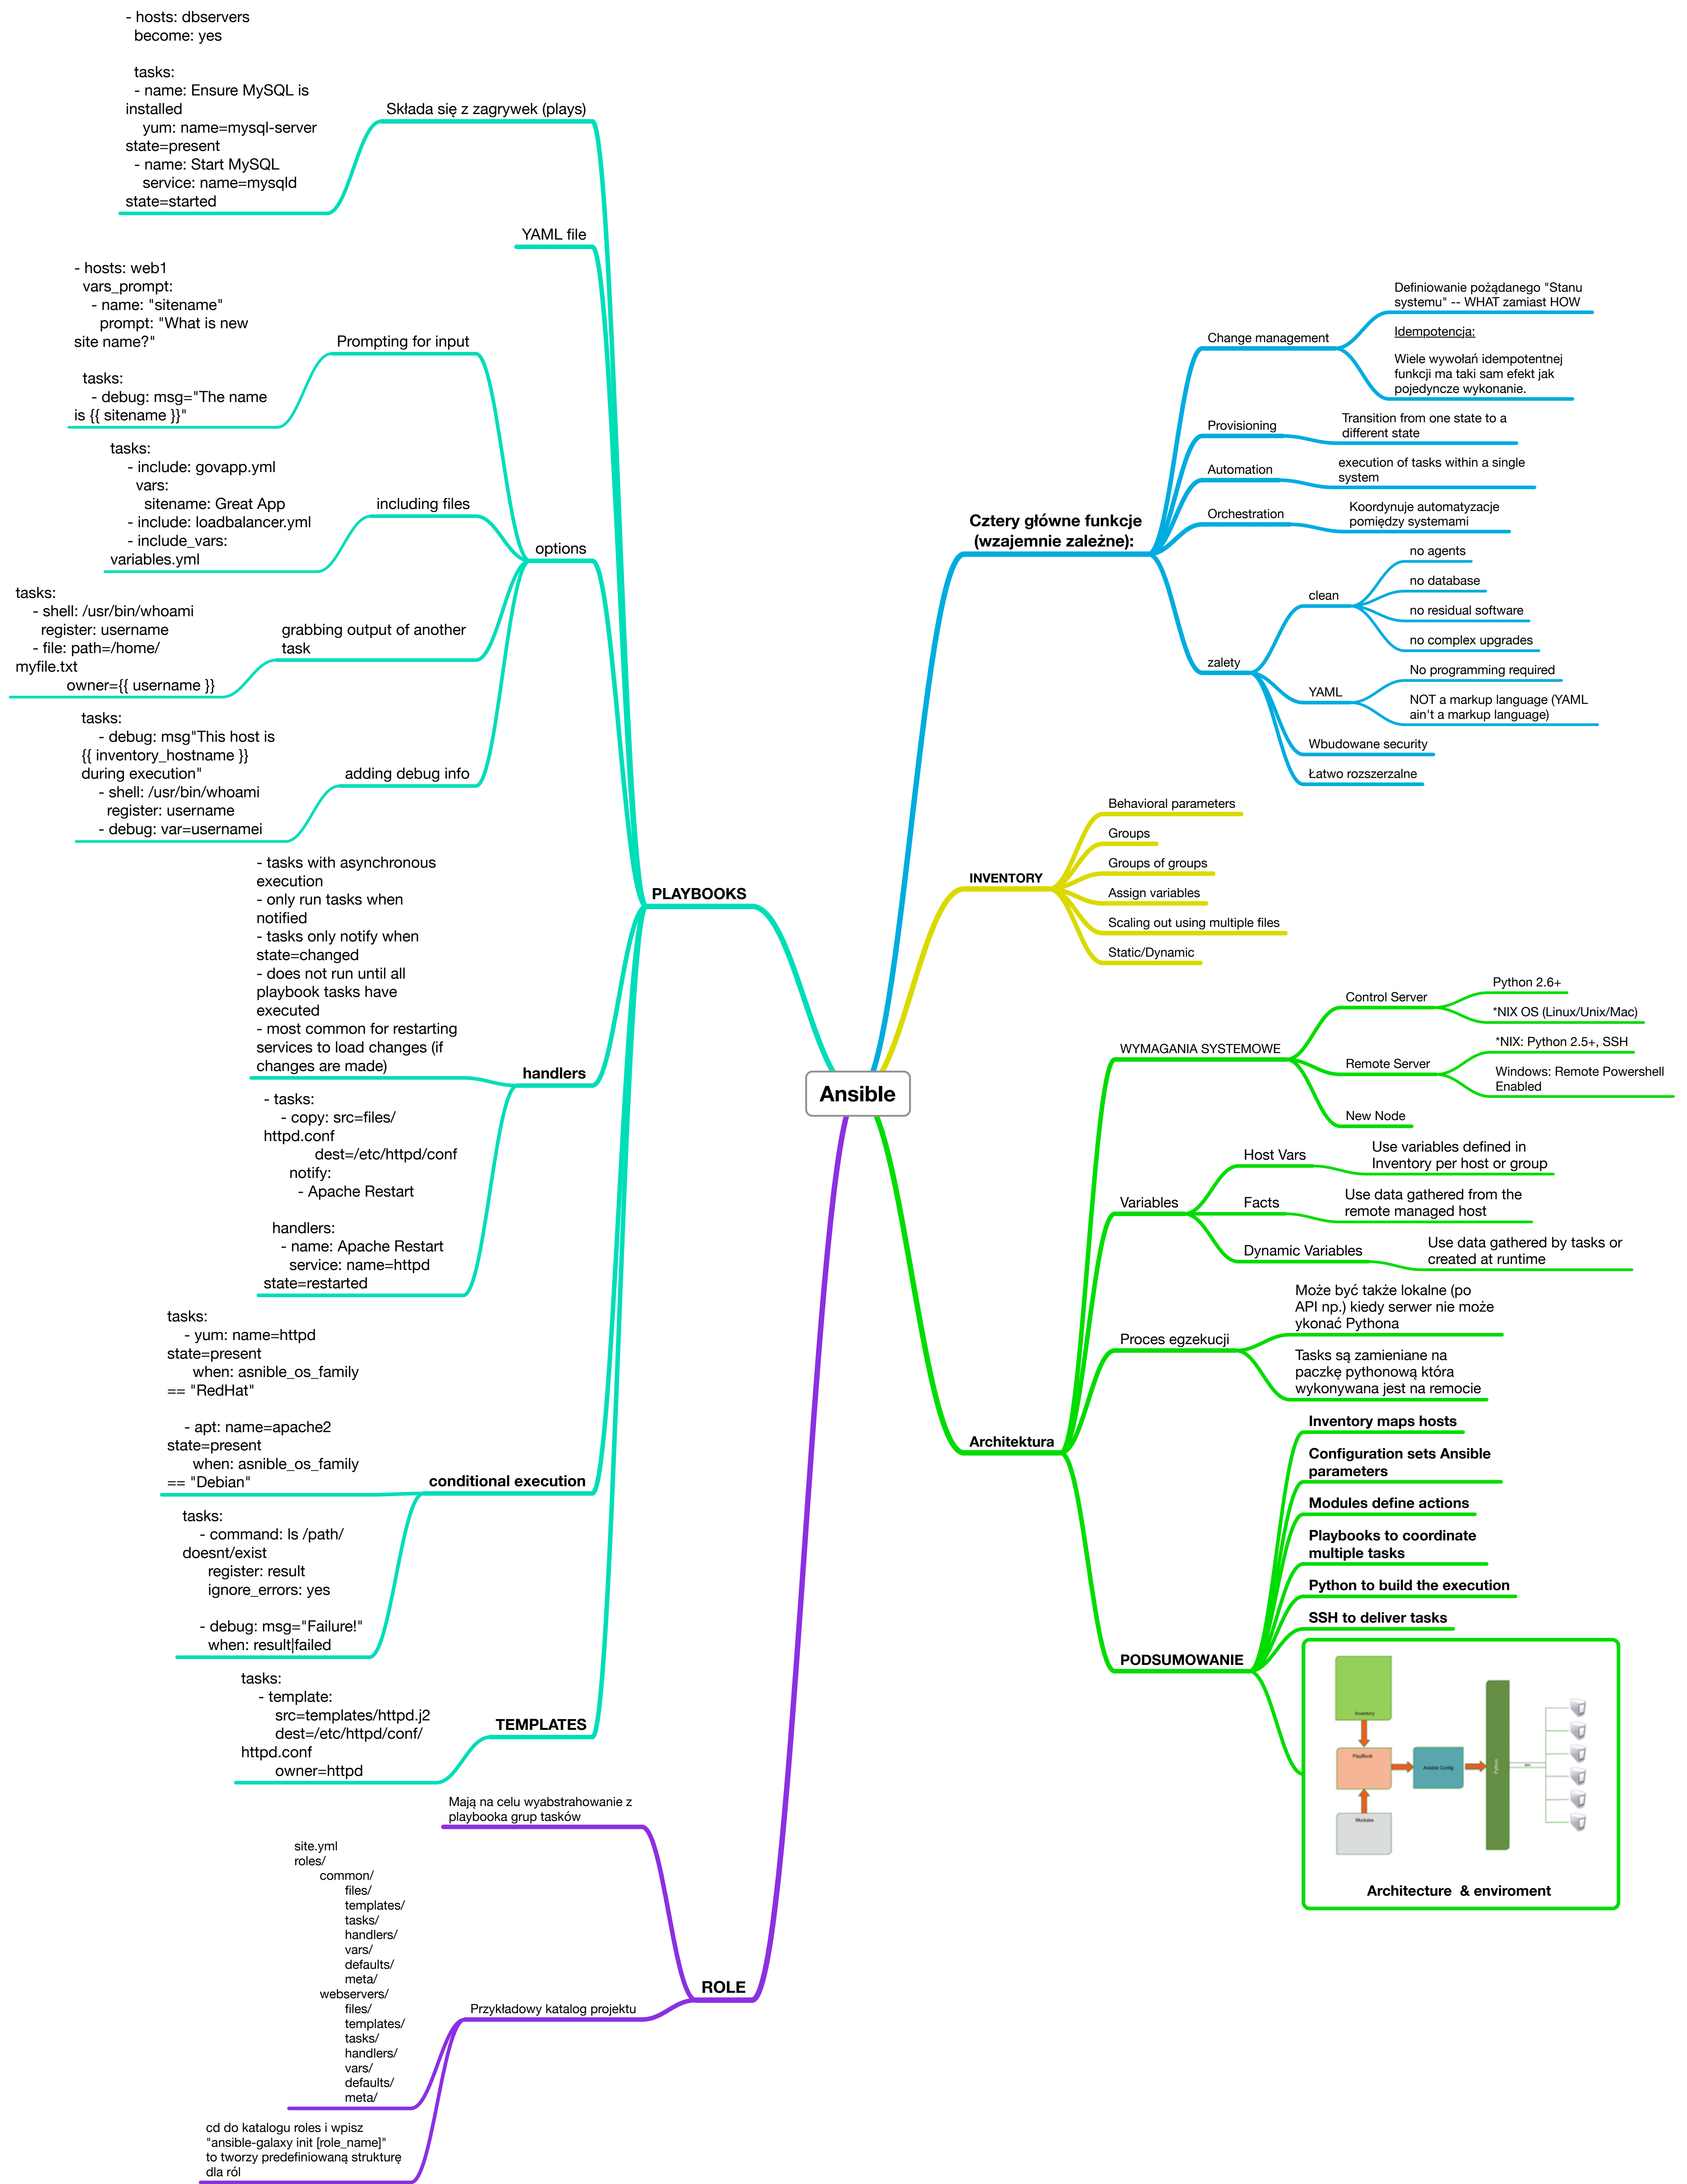 Ansible
Cztery główne funkcje
(wzajemnie zależne):
Change management
Definiowanie pożądanego "Stanu
systemu" -- WHAT zamiast HOW
Idempotencja:
Wiele wywołań idempotentnej
funkcji ma taki sam efekt jak
pojedyncze wykonanie.
Provisioning
Transition from one state to a
different state
Automation
execution of tasks within a single
system
Orchestration
Koordynuje automatyzacje
pomiędzy systemami
zalety
clean
no agents
no database
no residual software
no complex upgrades
YAML
No programming required
NOT a markup language (YAML
ain't a markup language)
Wbudowane security
Łatwo rozszerzalne
INVENTORY
Behavioral parameters
Groups
Groups of groups
Assign variables
Scaling out using multiple files
Static/Dynamic
Architektura
WYMAGANIA SYSTEMOWE
Control Server
Python 2.6+
*NIX OS (Linux/Unix/Mac)
Remote Server
*NIX: Python 2.5+, SSH
Windows: Remote Powershell
Enabled
New Node
Variables
Host Vars
Use variables defined in
Inventory per host or group
Facts
Use data gathered from the
remote managed host
Dynamic Variables
Use data gathered by tasks or
created at runtime
Proces egzekucji
Może być także lokalne (po
API np.) kiedy serwer nie może
ykonać Pythona
Tasks są zamieniane na
paczkę pythonową która
wykonywana jest na remocie
PODSUMOWANIE
Inventory maps hosts
Configuration sets Ansible
parameters
Modules define actions
Playbooks to coordinate
multiple tasks
Python to build the execution
SSH to deliver tasks
Inventory
PlayBook
Ansible Config
Modules
Python
Architecture  & enviroment
PLAYBOOKS
Składa się z zagrywek (plays)
- hosts: dbservers
become: yes
tasks:
- name: Ensure MySQL is
installed
yum: name=mysql-server
state=present
- name: Start MySQL
service: name=mysqld
state=started
YAML file
options
Prompting for input
- hosts: web1
vars_prompt:
- name: "sitename"
prompt: "What is new
site name?"
tasks:
- debug: msg="The name
is {{ sitename }}"
including files
tasks:
- include: govapp.yml
vars:
sitename: Great App
- include: loadbalancer.yml
- include_vars:
variables.yml
grabbing output of another
task
tasks:
- shell: /usr/bin/whoami
register: username
- file: path=/home/
myfile.txt
owner={{ username }}
adding debug info
tasks:
- debug: msg"This host is
{{ inventory_hostname }}
during execution"
- shell: /usr/bin/whoami
register: username
- debug: var=usernamei
handlers
- tasks with asynchronous
execution
- only run tasks when
notified
- tasks only notify when
state=changed
- does not run until all
playbook tasks have
executed
- most common for restarting
services to load changes (if
changes are made)
- tasks:
- copy: src=files/
httpd.conf
dest=/etc/httpd/conf
notify:
- Apache Restart
handlers:
- name: Apache Restart
service: name=httpd
state=restarted
conditional execution
tasks:
- yum: name=httpd
state=present
when: asnible_os_family
== "RedHat"
- apt: name=apache2
state=present
when: asnible_os_family
== "Debian"
tasks:
- command: ls /path/
doesnt/exist
register: result
ignore_errors: yes
- debug: msg="Failure!"
when: result|failed
TEMPLATES
tasks:
- template:
src=templates/httpd.j2
dest=/etc/httpd/conf/
httpd.conf
owner=httpd
ROLE
Mają na celu wyabstrahowanie z
playbooka grup tasków
Przykładowy katalog projektu
site.yml
roles/
common/
files/
templates/
tasks/
handlers/
vars/
defaults/
meta/
webservers/
files/
templates/
tasks/
handlers/
vars/
defaults/
meta/
cd do katalogu roles i wpisz
"ansible-galaxy init [role_name]"
to tworzy predefiniowaną strukturę
dla ról